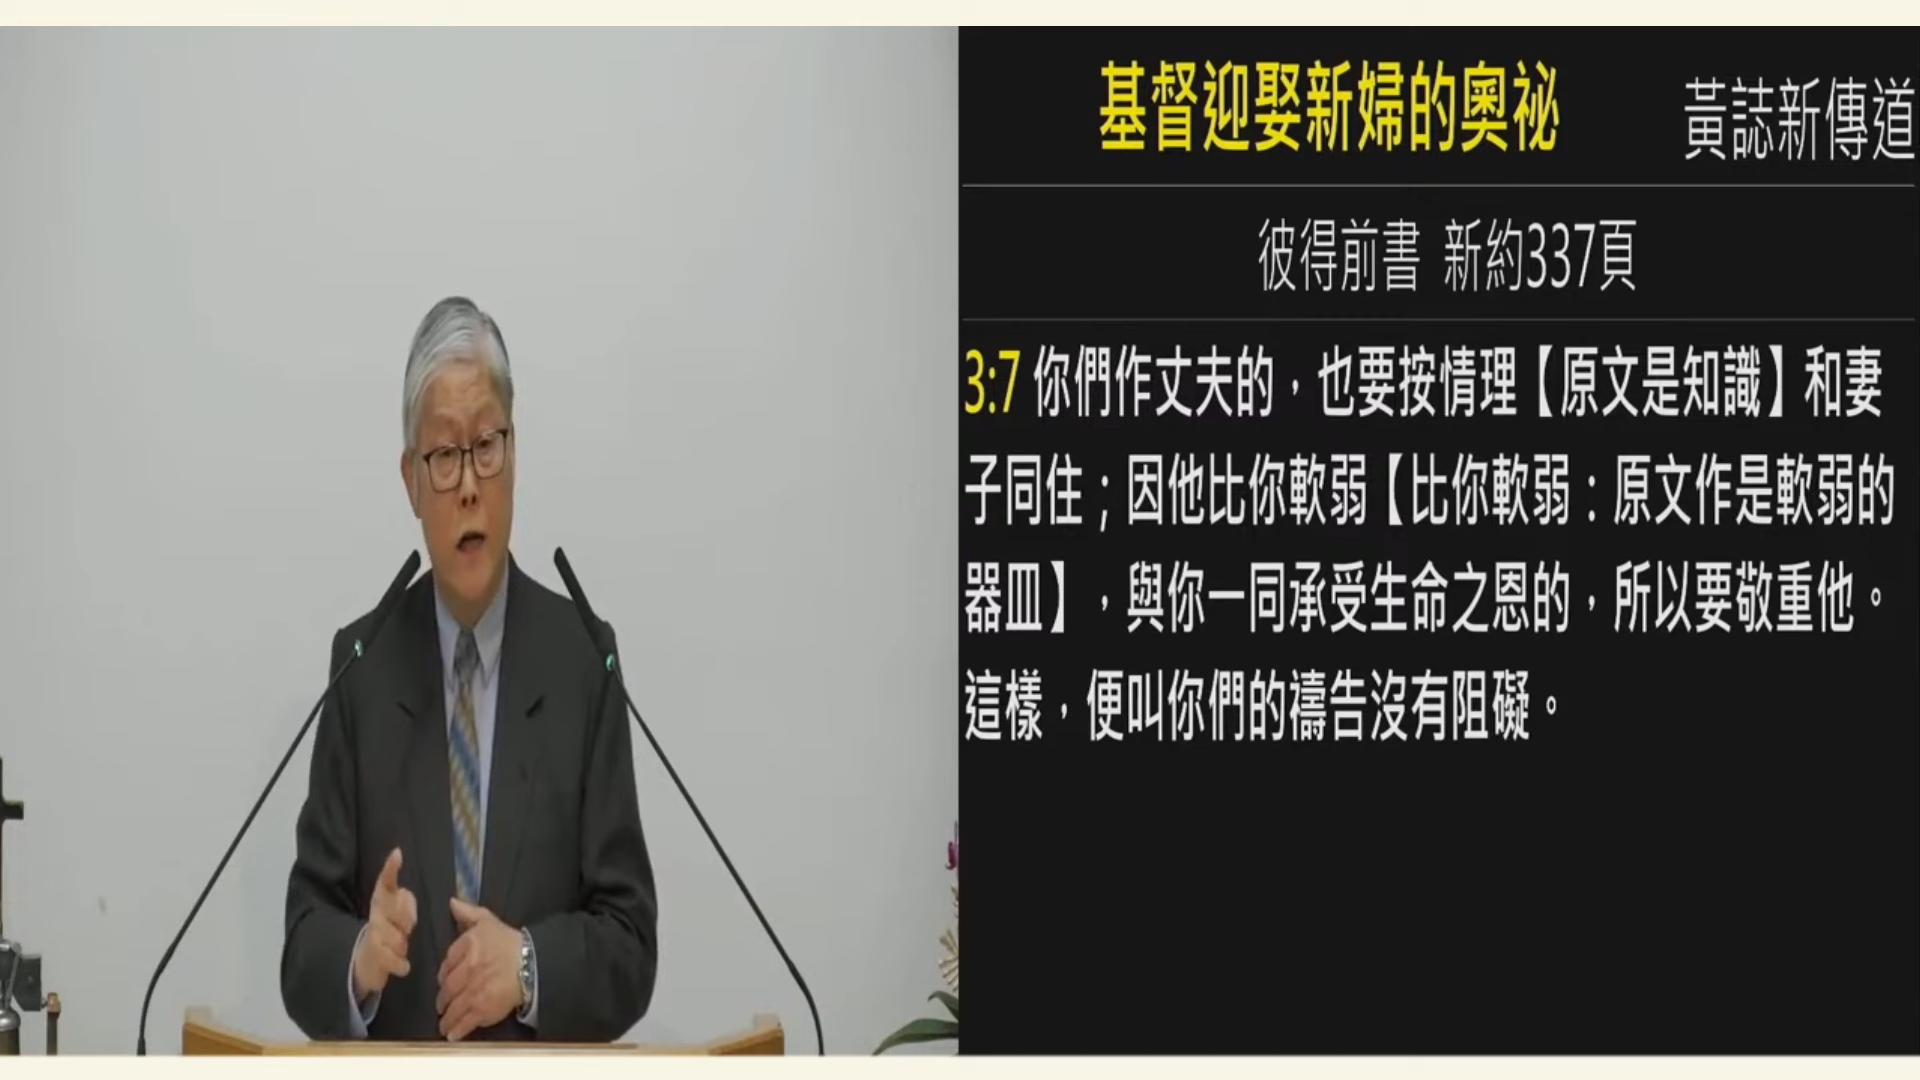 基督迎娶新婦的奧祕
黃誌新傳道
彼得前書 新約337頁
3:7 你們作丈夫的，也要按情理【原文是知識】和妻
子同住；因他比你軟弱【比你軟弱：原文作是軟弱的
器皿】，與你一同承受生命之恩的，所以要敬重他。
這樣，便叫你們的禱告沒有阻礙。